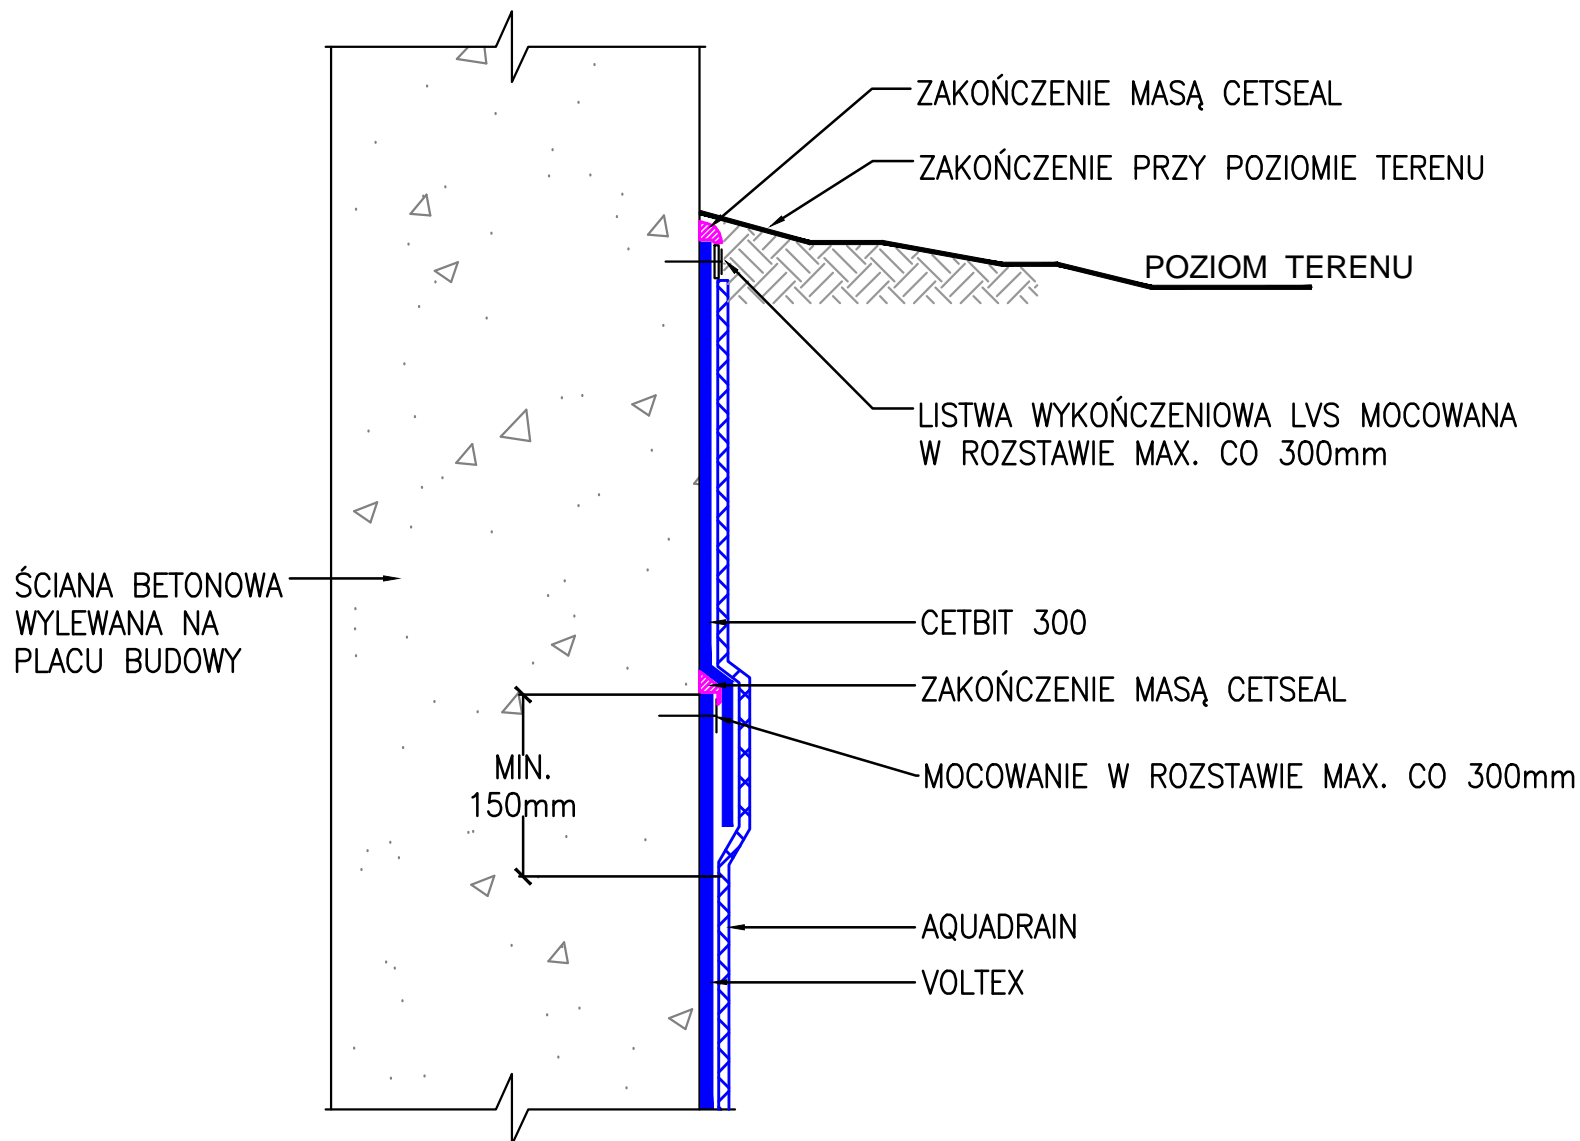 ZAKOŃCZENIE MASĄ CETSEAL
ZAKOŃCZENIE PRZY POZIOMIE TERENU
POZIOM TERENU
LISTWA WYKOŃCZENIOWA LVS MOCOWANA
W ROZSTAWIE MAX. CO 300mm
ŚCIANA BETONOWA
WYLEWANA NA
PLACU BUDOWY
CETBIT 300
ZAKOŃCZENIE MASĄ CETSEAL
MIN.
150mm
MOCOWANIE W ROZSTAWIE MAX. CO 300mm
AQUADRAIN
VOLTEX